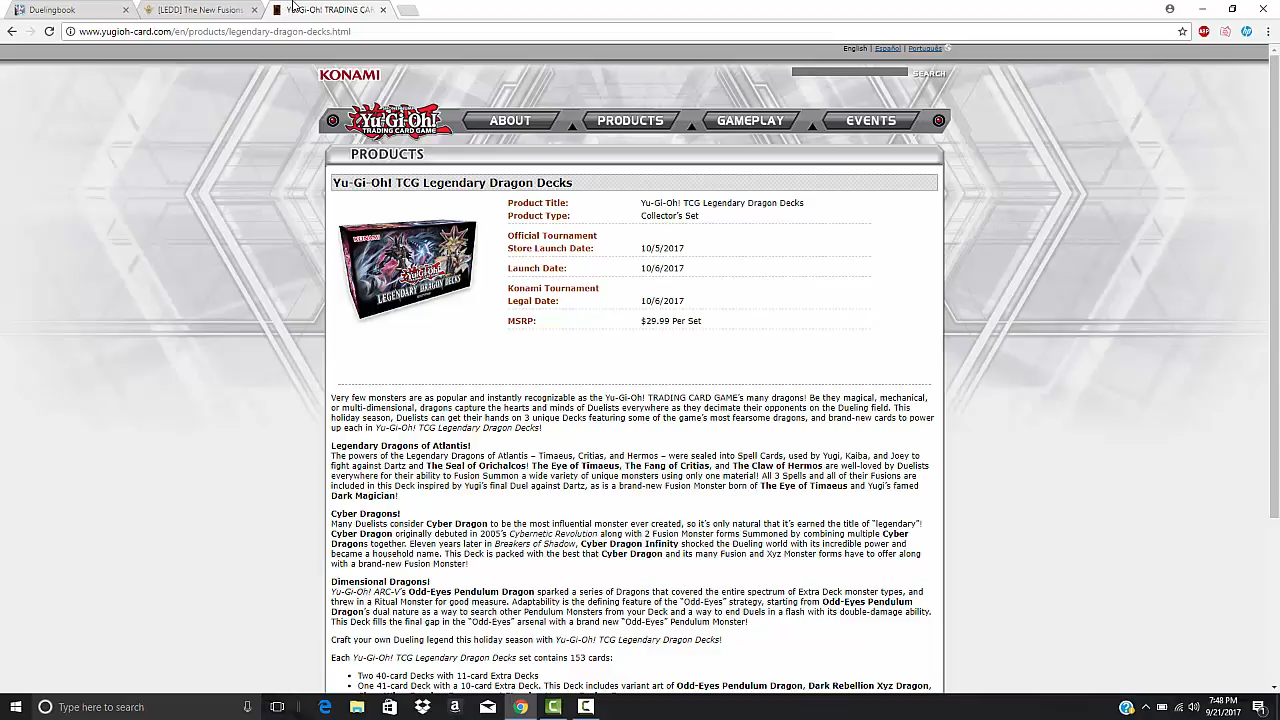 Duelingbook
[LEDD] The New Fusions
Yu-Gi-Oh! TRADING CAR
www.yugioh-card.com/en/products/legendary-dragon-decks.html
English | Español | Português
KONAMI
SEARCH
Yu-Gi-Oh!
TRADING CARD GAME
ABOUT
PRODUCTS
GAMEPLAY
EVENTS
PRODUCTS
Yu-Gi-Oh! TCG Legendary Dragon Decks
Product Title: Yu-Gi-Oh! TCG Legendary Dragon Decks
Product Type: Collector's Set
Official Tournament
Store Launch Date: 10/5/2017
Launch Date: 10/6/2017
Konami Tournament
Legal Date: 10/6/2017
MSRP: $29.99 Per Set
KONAMI
Yu-Gi-Oh!
LEGENDARY DRAGON DECKS
Very few monsters are as popular and instantly recognizable as the Yu-Gi-Oh! TRADING CARD GAME's many dragons! Be they magical, mechanical,
or multi-dimensional, dragons capture the hearts and minds of Duelists everywhere as they decimate their opponents on the Dueling field. This
holiday season, Duelists can get their hands on 3 unique Decks featuring some of the game's most fearsome dragons, and brand-new cards to power
up each in Yu-Gi-Oh! TCG Legendary Dragon Decks!
Legendary Dragons of Atlantis!
The powers of the Legendary Dragons of Atlantis – Timaeus, Critias, and Hermos – were sealed into Spell Cards, used by Yugi, Kaiba, and Joey to
fight against Dartz and The Seal of Orichalcos! The Eye of Timaeus, The Fang of Critias, and The Claw of Hermos are well-loved by Duelists
everywhere for their ability to Fusion Summon a wide variety of unique monsters using only one material! All 3 Spells and all of their Fusions are
included in this Deck inspired by Yugi's final Duel against Dartz, as is a brand-new Fusion Monster born of The Eye of Timaeus and Yugi's famed
Dark Magician!
Cyber Dragons!
Many Duelists consider Cyber Dragon to be the most influential monster ever created, so it's only natural that it's earned the title of "legendary"!
Cyber Dragon originally debuted in 2005's Cybernetic Revolution along with 2 Fusion Monster forms Summoned by combining multiple Cyber
Dragons together. Eleven years later in Breakers of Shadow, Cyber Dragon Infinity shocked the Dueling world with its incredible power and
became a household name. This Deck is packed with the best that Cyber Dragon and its many Fusion and Xyz Monster forms have to offer along
with a brand-new Fusion Monster!
Dimensional Dragons!
Yu-Gi-Oh! ARC-V's Odd-Eyes Pendulum Dragon sparked a series of Dragons that covered the entire spectrum of Extra Deck monster types, and
threw in a Ritual Monster for good measure. Adaptability is the defining feature of the "Odd-Eyes" strategy, starting from Odd-Eyes Pendulum
Dragon's dual nature as a way to search other Pendulum Monsters from your Deck and a way to end Duels in a flash with its double-damage ability.
This Deck fills the final gap in the "Odd-Eyes" arsenal with a brand new "Odd-Eyes" Pendulum Monster!
Craft your own Dueling legend this holiday season with Yu-Gi-Oh! TCG Legendary Dragon Decks!
Each Yu-Gi-Oh! TCG Legendary Dragon Decks set contains 153 cards:
• Two 40-card Decks with 11-card Extra Decks
• One 41-card Deck with a 10-card Extra Deck. This Deck includes variant art of Odd-Eyes Pendulum Dragon, Dark Rebellion Xyz Dragon,
Type here to search
7:48 PM
9/21/2017